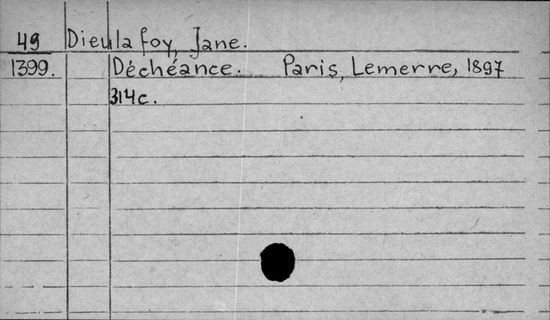 49 Dieulafoy, Jane.
1399. Déchéance. Paris, Lemerre, 1897
314c.